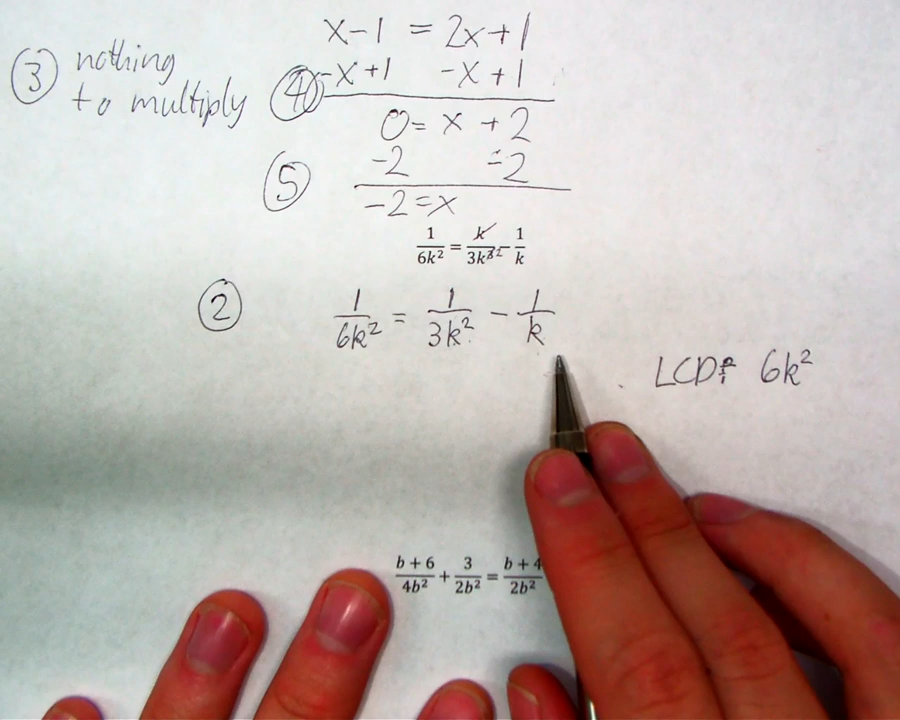 x-1 = 2x+1
③ nothing to multiply
④ -x+1 -x+1
0 = x +2
⑤ -2 -2
-2 = x
1/6k² = k/3k³² - 1/k
② 1/6k² = 1/3k² - 1/k
LCD: 6k²
b+6/4b² + 3/2b² = b+4/2b²